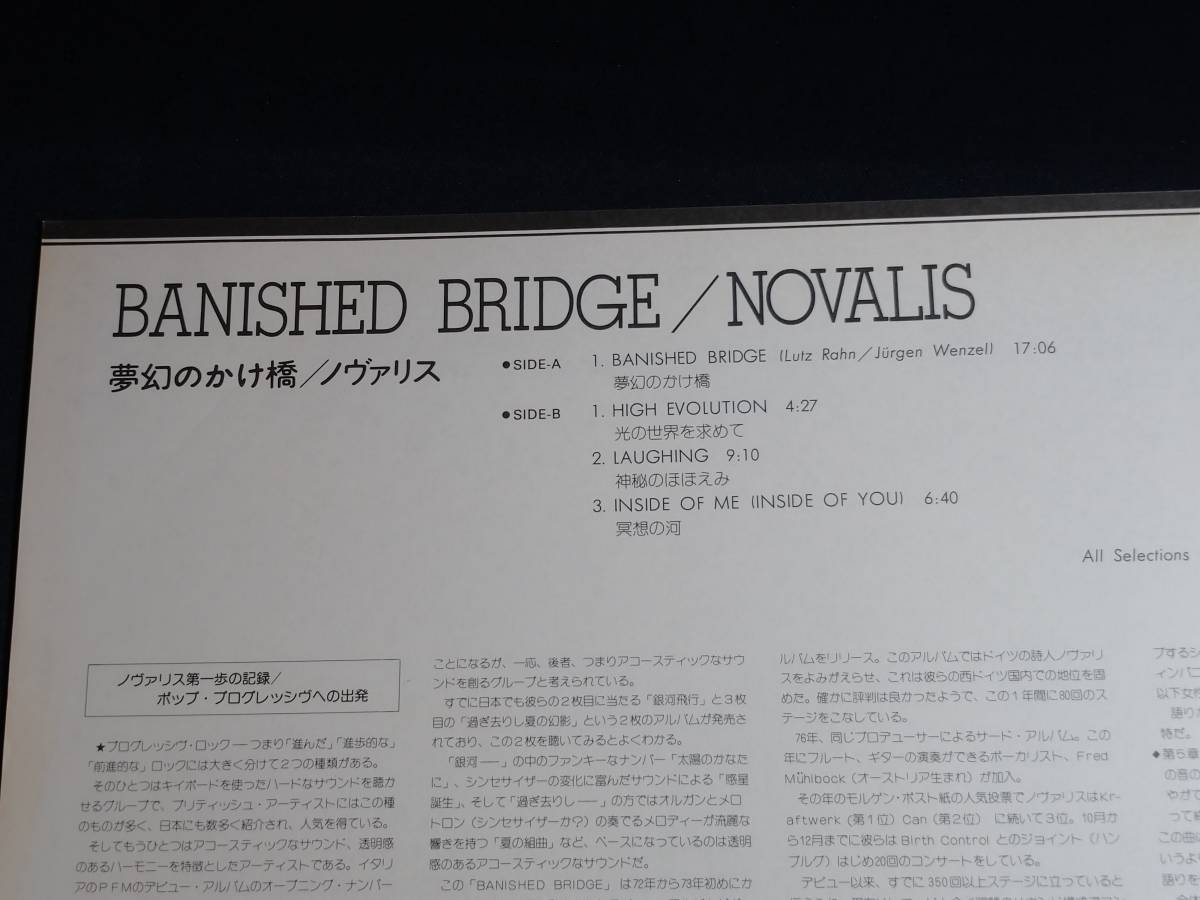 BANISHED BRIDGE/NOVALIS
夢幻のかけ橋/ノヴァリス
●SIDE-A 1. BANISHED BRIDGE (Lutz Rahn/Jürgen Wenzel) 17:06
夢幻のかけ橋
●SIDE-B 1. HIGH EVOLUTION 4:27
光の世界を求めて
2. LAUGHING 9:10
神秘のほほえみ
3. INSIDE OF ME (INSIDE OF YOU) 6:40
冥想の河
All Selections
ノヴァリス第一歩の記録/
ポップ・プログレッシヴへの出発
★プログレッシヴ・ロック―つまり「進んだ」「進歩的な」
「前進的な」ロックには大きく分けて2つの種類がある。
そのひとつはキイボードを使ったハードなサウンドを聴か
せるグループで、ブリティッシュ・アーティストにはこの種
のものが多く、日本にも数多く紹介され、人気を得ている。
そしてもうひとつはアコースティックなサウンド、透明感
のあるハーモニーを特徴としたアーティストである。イタリ
アのPFMのデビュー・アルバムのオープニング・ナンバー
ことになるが、一応、後者、つまりアコースティックなサウ
ンドを創るグループと考えられている。
すでに日本でも彼らの2枚目に当たる「銀河飛行」と3枚
目の「過ぎ去りし夏の幻影」という2枚のアルバムが発売さ
れており、この2枚を聴いてみるとよくわかる。
「銀河―」の中のファンキーなナンバー「太陽のかなた
に」、シンセサイザーの変化に富んだサウンドによる「惑星
誕生」、そして「過ぎ去りし―」の方ではオルガンとメロ
トロン(シンセサイザーか?)の奏でるメロディーが流麗な
響きを持つ「夏の組曲」など、ベースになっているのは透明
感のあるアコースティックなサウンドだ。
この「BANISHED BRIDGE」は72年から73年初めにか
ルバムをリリース。このアルバムではドイツの詩人ノヴァリ
スをよみがえらせ、これは彼らの西ドイツ国内での地位を固
めた。確かに評判は良かったようで、この1年間に80回のス
テージをこなしている。
76年、同じプロデューサーによるサード・アルバム。この
年にフルート、ギターの演奏ができるボーカリスト、Fred
Mühlbock(オーストリア生まれ)が加入。
その年のモルゲン・ポスト紙の人気投票でノヴァリスはKr-
aftwerk(第1位) Can(第2位) に続いて3位。10月か
ら12月までに彼らは Birth Control とのジョイント(ハン
ブルグ)はじめ20回のコンサートをしている。
デビュー以来、すでに350回以上ステージに立っていると
プするシ
ィンパニ
以下女性
語りが
特だ。
◆第5章
の音の
やがて
って
この曲に
いうよ
語りを